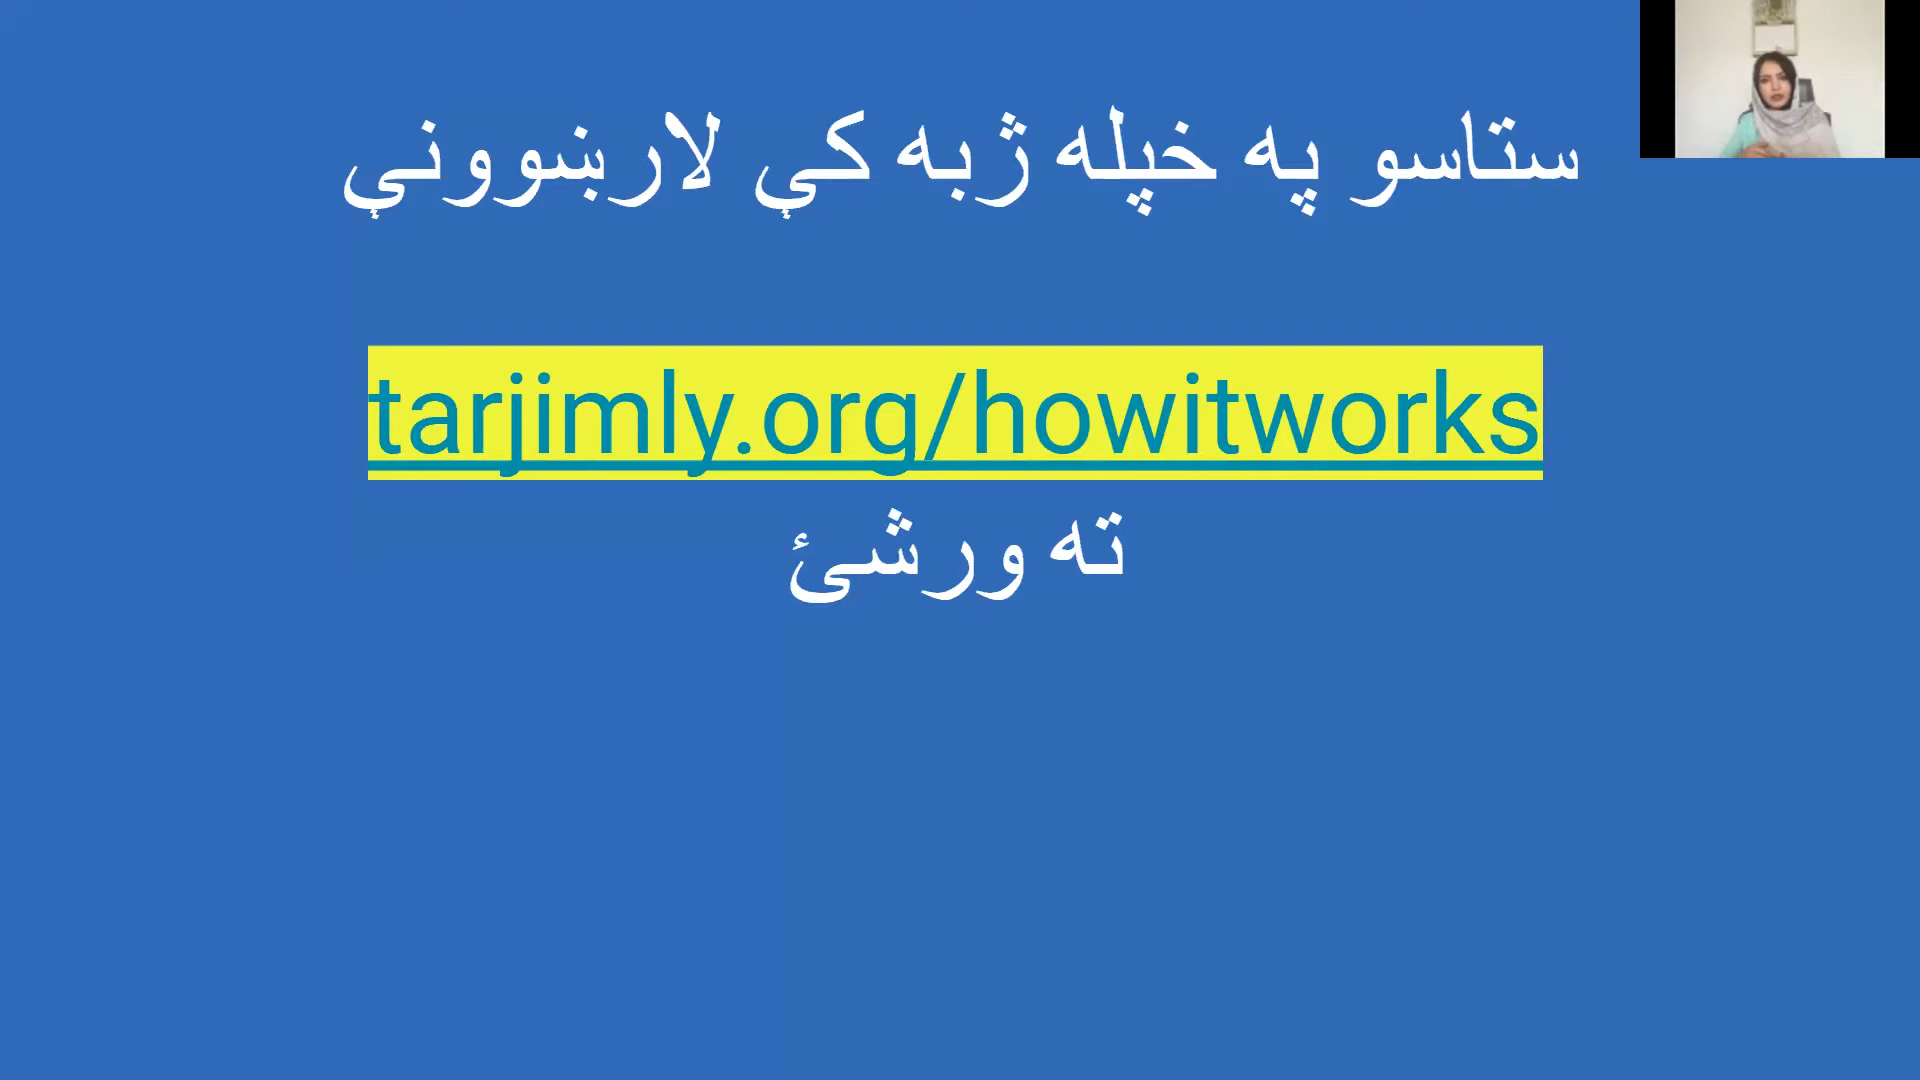 ستاسو په خپله ژبه کې لارښوونې
tarjimly.org/howitworks
ته ورشئ